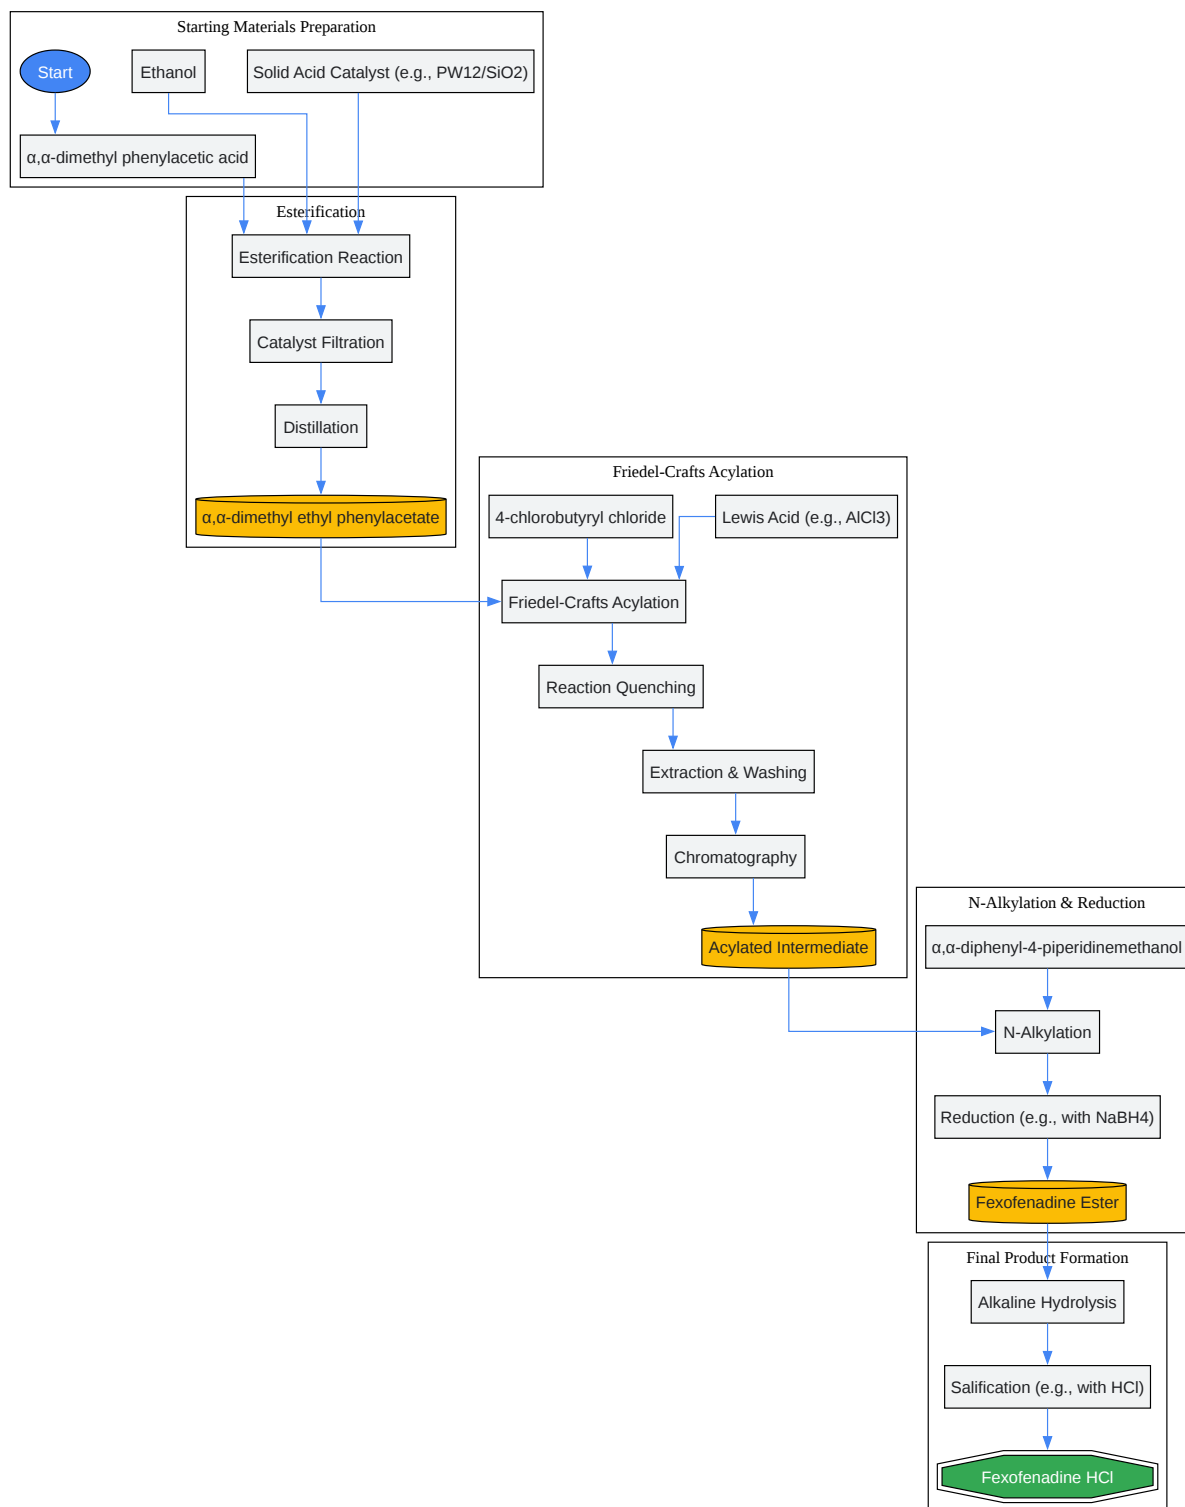 Starting Materials Preparation
Start
Ethanol
Solid Acid Catalyst (e.g., PW12/SiO2)
α,α-dimethyl phenylacetic acid
Esterification
Esterification Reaction
Catalyst Filtration
Distillation
α,α-dimethyl ethyl phenylacetate
Friedel-Crafts Acylation
4-chlorobutyryl chloride
Lewis Acid (e.g., AlCl3)
Friedel-Crafts Acylation
Reaction Quenching
Extraction & Washing
Chromatography
Acylated Intermediate
N-Alkylation & Reduction
α,α-diphenyl-4-piperidinemethanol
N-Alkylation
Reduction (e.g., with NaBH4)
Fexofenadine Ester
Final Product Formation
Alkaline Hydrolysis
Salification (e.g., with HCl)
Fexofenadine HCl